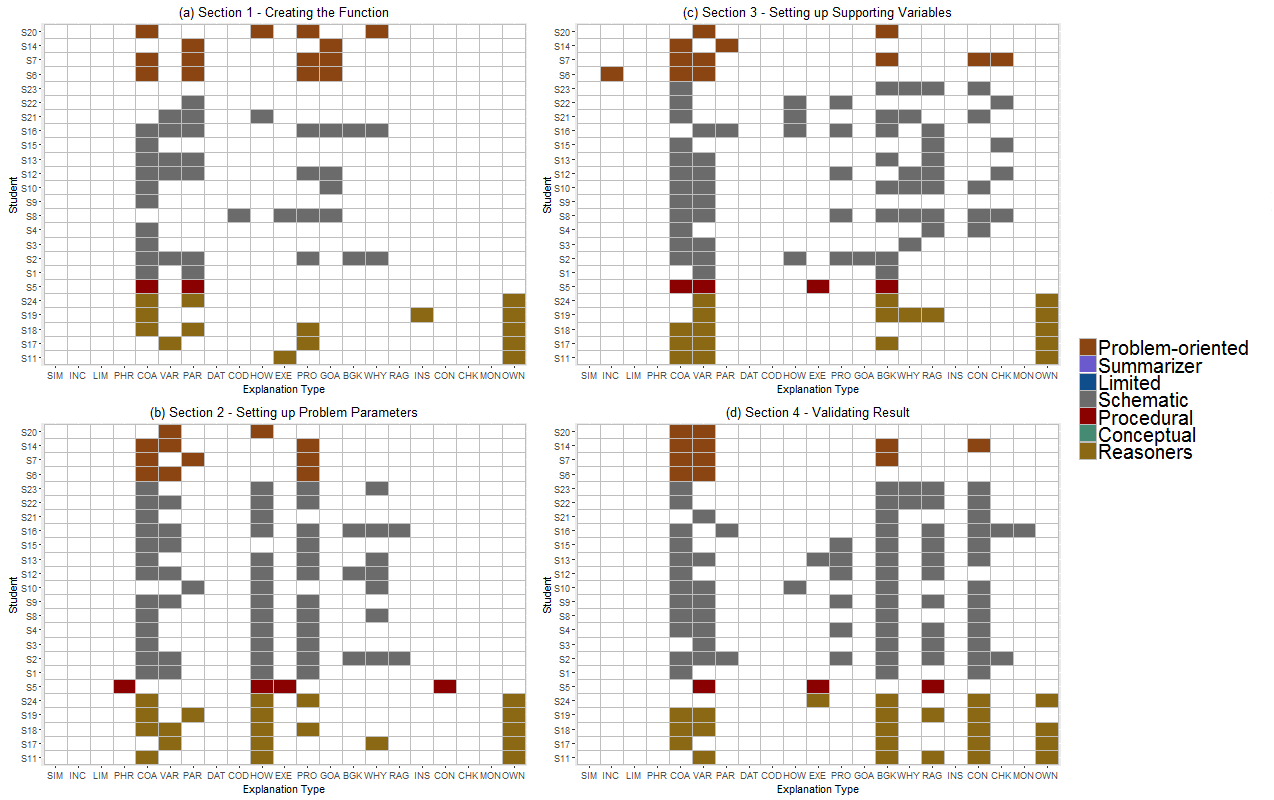 (a) Section 1 - Creating the Function
Student
S20
S14
S7
S6
S23
S22
S21
S16
S15
S13
S12
S10
S9
S8
S4
S3
S2
S1
S5
S24
S19
S18
S17
S11
SIM INC LIM PHR COA VAR PAR DAT COD HOW EXE PRO GOA BGK WHY RAG INS CON CHK MON OWN
Explanation Type
(c) Section 3 - Setting up Supporting Variables
Student
S20
S14
S7
S6
S23
S22
S21
S16
S15
S13
S12
S10
S9
S8
S4
S3
S2
S1
S5
S24
S19
S18
S17
S11
SIM INC LIM PHR COA VAR PAR DAT COD HOW EXE PRO GOA BGK WHY RAG INS CON CHK MON OWN
Explanation Type
(b) Section 2 - Setting up Problem Parameters
Student
S20
S14
S7
S6
S23
S22
S21
S16
S15
S13
S12
S10
S9
S8
S4
S3
S2
S1
S5
S24
S19
S18
S17
S11
SIM INC LIM PHR COA VAR PAR DAT COD HOW EXE PRO GOA BGK WHY RAG INS CON CHK MON OWN
Explanation Type
(d) Section 4 - Validating Result
Student
S20
S14
S7
S6
S23
S22
S21
S16
S15
S13
S12
S10
S9
S8
S4
S3
S2
S1
S5
S24
S19
S18
S17
S11
SIM INC LIM PHR COA VAR PAR DAT COD HOW EXE PRO GOA BGK WHY RAG INS CON CHK MON OWN
Explanation Type
Problem-oriented
Summarizer
Limited
Schematic
Procedural
Conceptual
Reasoners